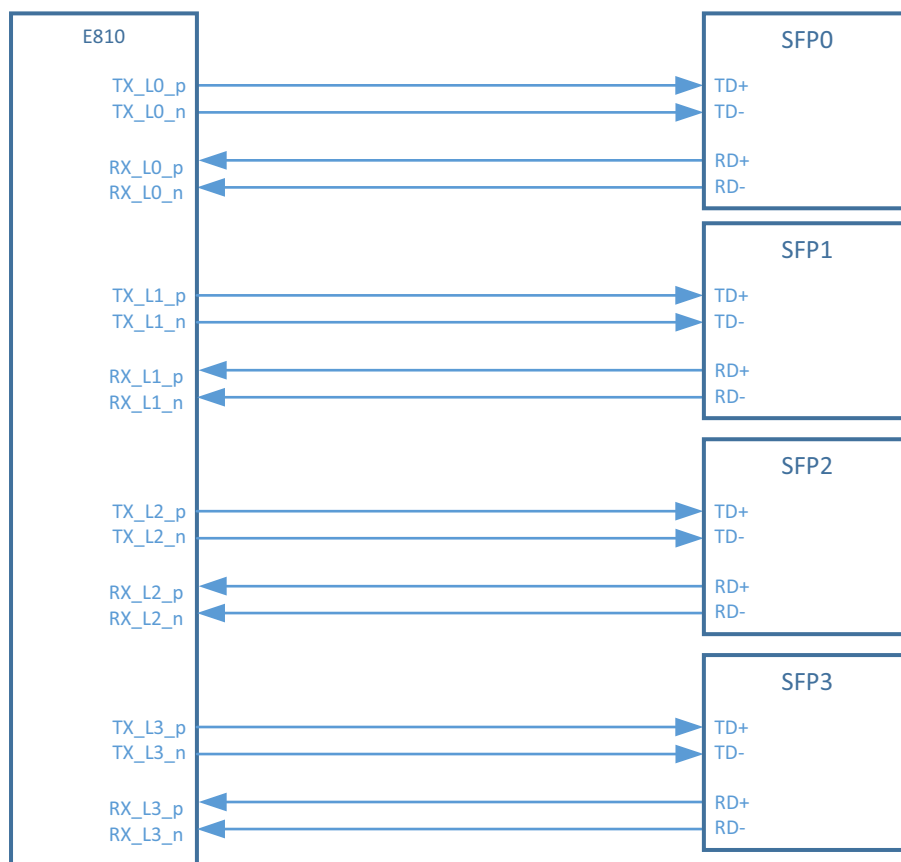 E810
TX_L0_p
TX_L0_n
RX_L0_p
RX_L0_n
TX_L1_p
TX_L1_n
RX_L1_p
RX_L1_n
TX_L2_p
TX_L2_n
RX_L2_p
RX_L2_n
TX_L3_p
TX_L3_n
RX_L3_p
RX_L3_n
SFP0
TD+
TD-
RD+
RD-
SFP1
TD+
TD-
RD+
RD-
SFP2
TD+
TD-
RD+
RD-
SFP3
TD+
TD-
RD+
RD-